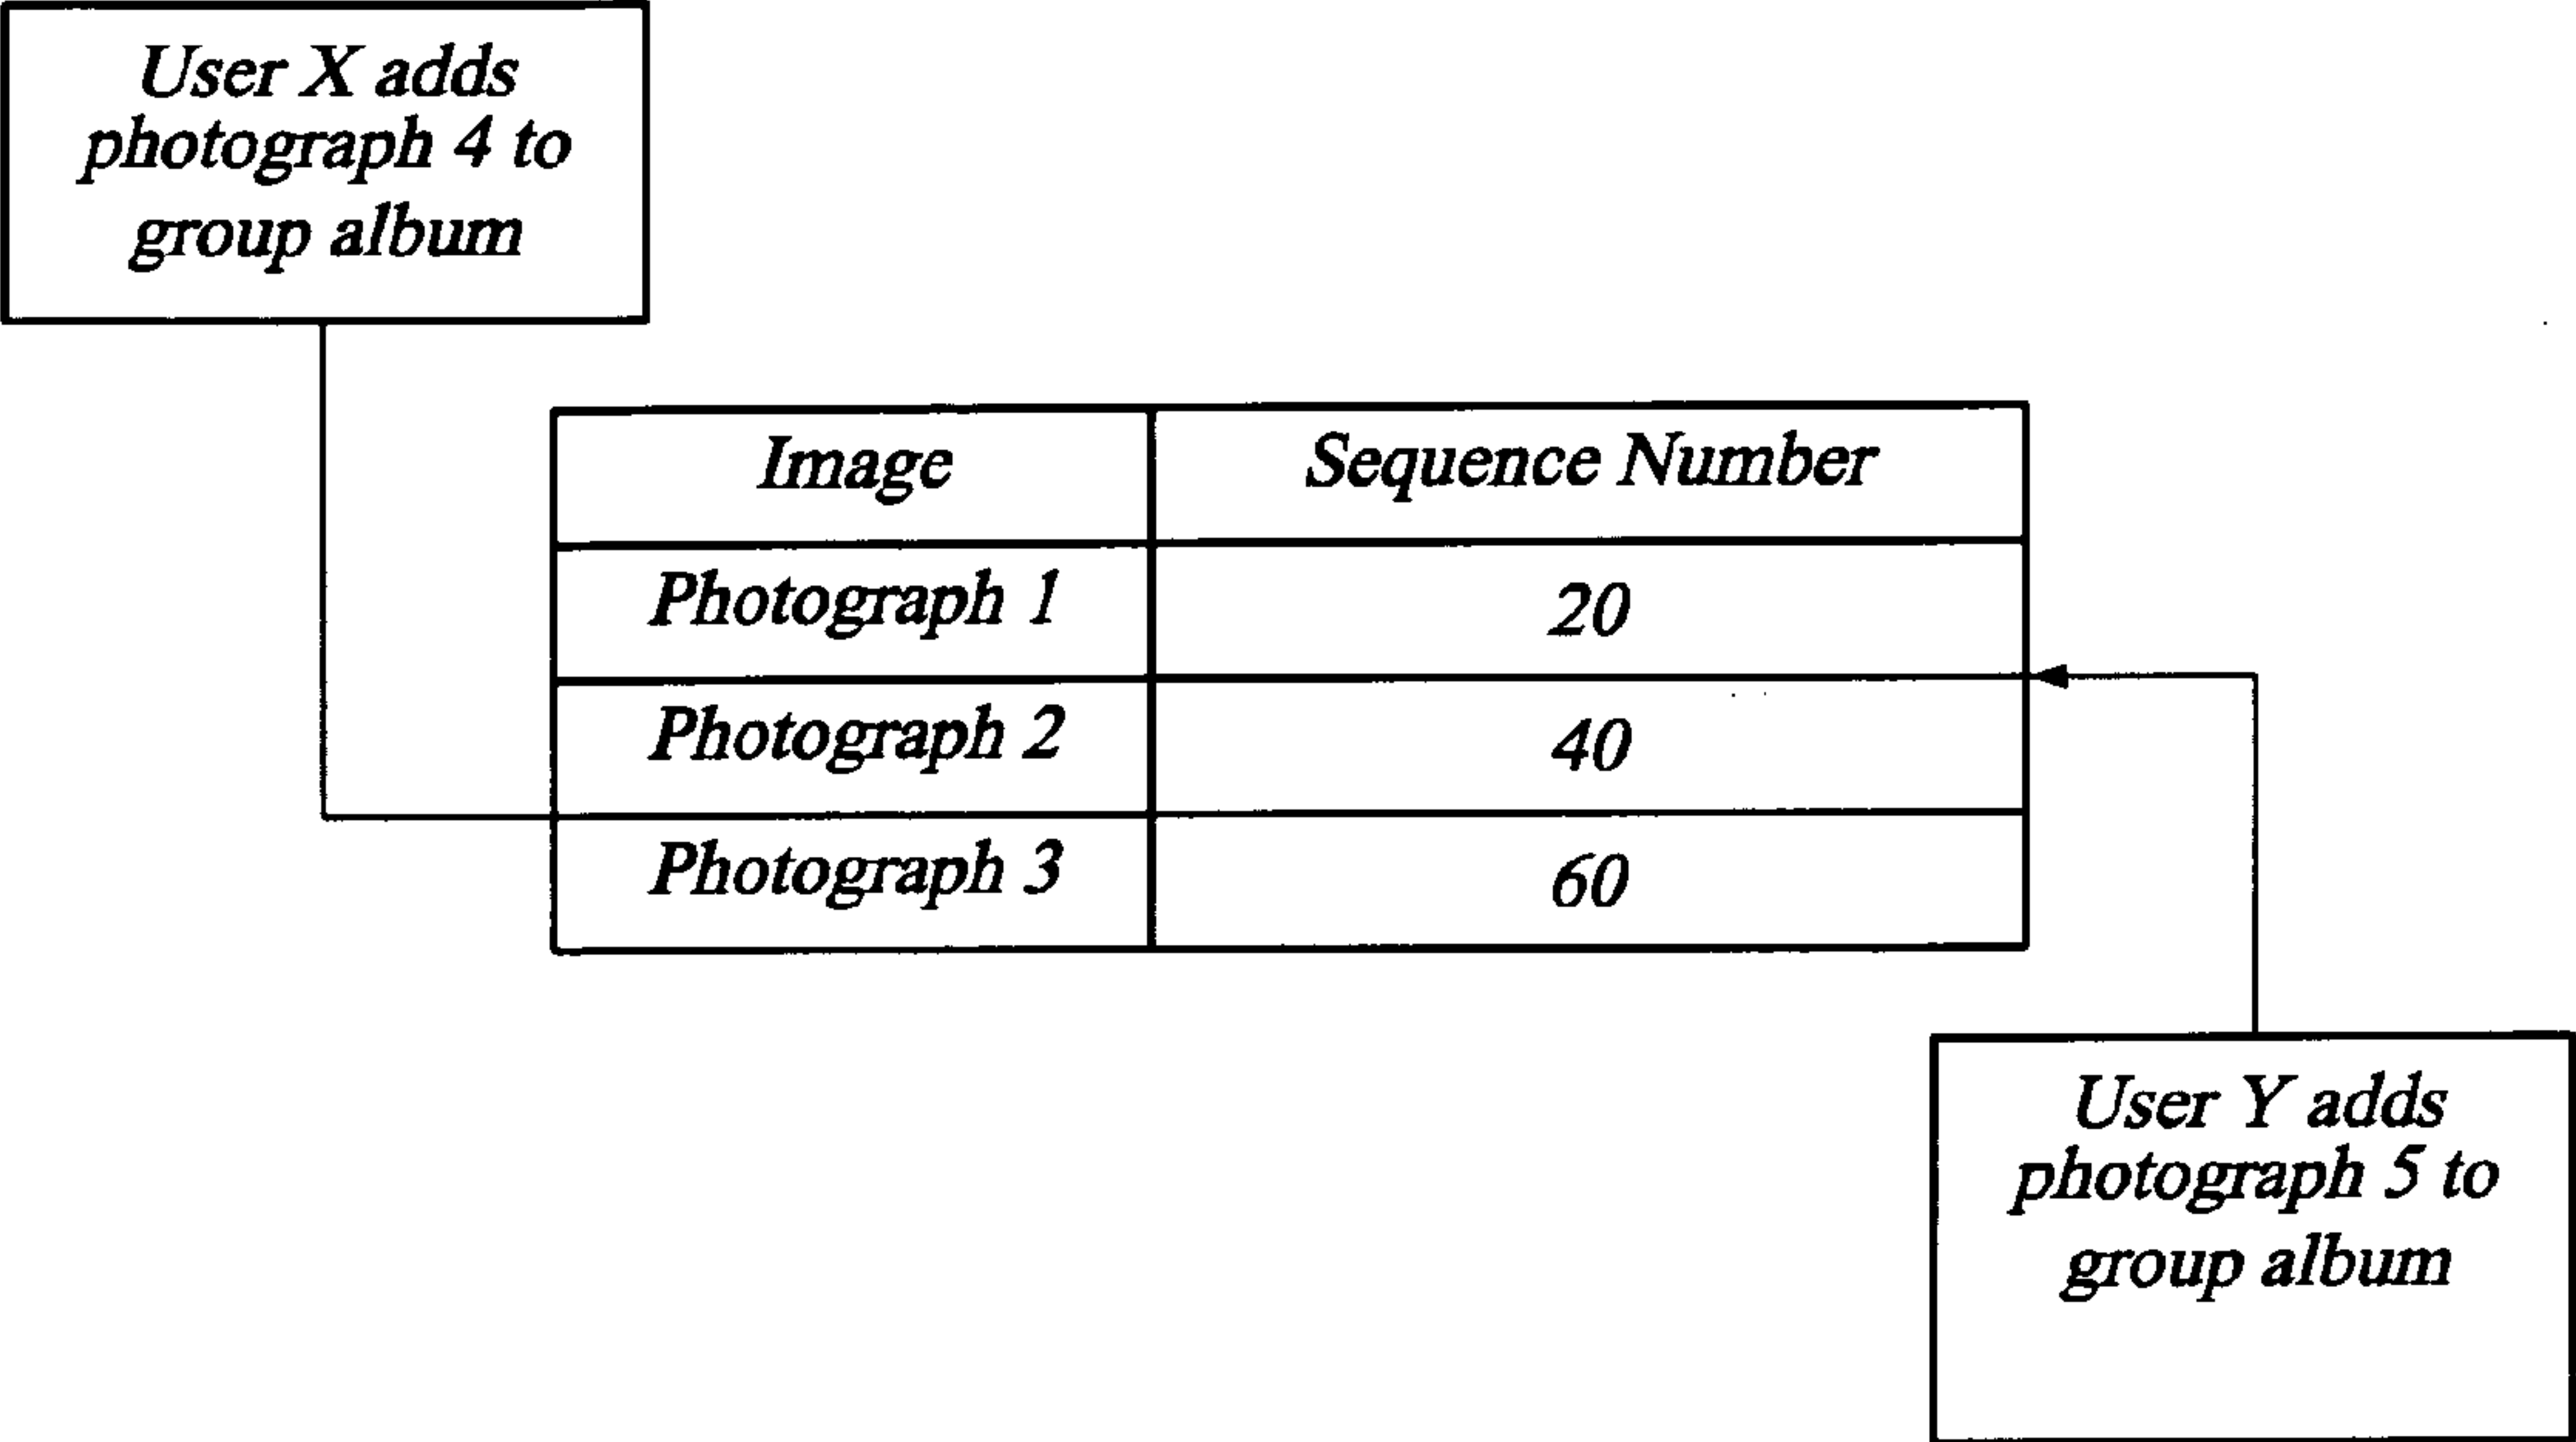 User X adds
photograph 4 to
group album
Image Sequence Number
Photograph 1 20
Photograph 2 40
Photograph 3 60
User Y adds
photograph 5 to
group album